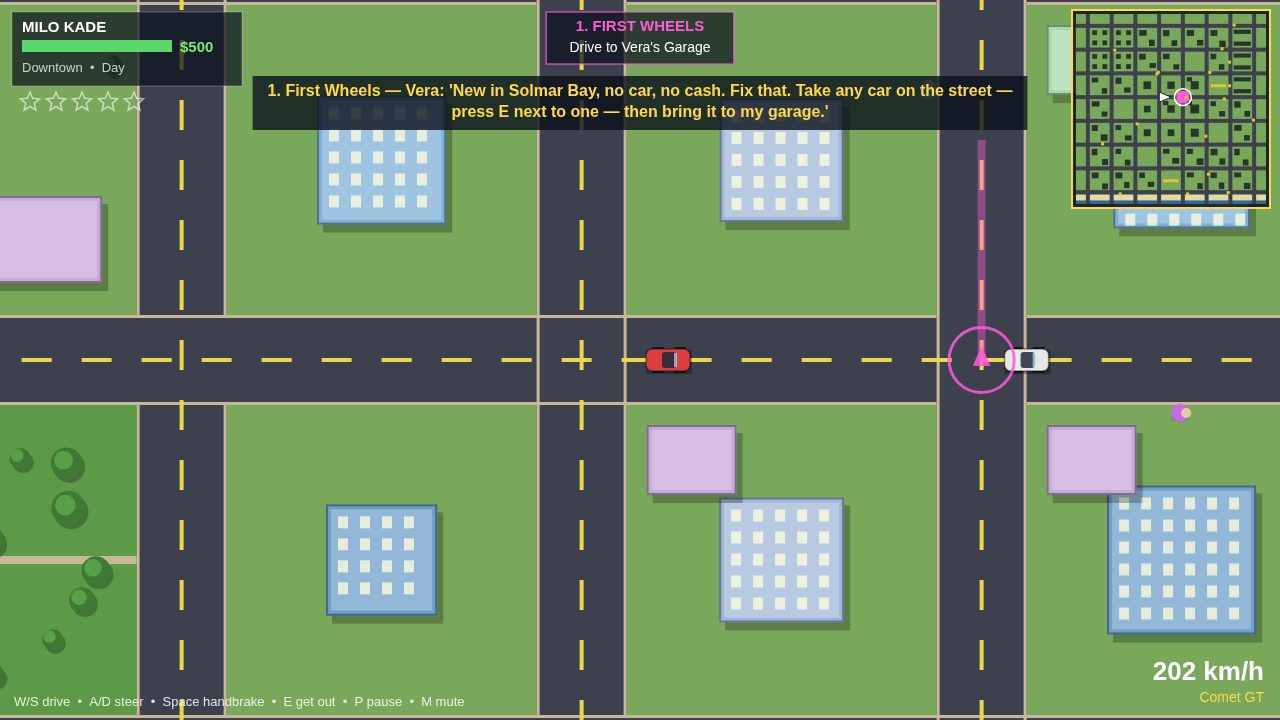 MILO KADE
$500
Downtown • Day
1. FIRST WHEELS
Drive to Vera's Garage
1. First Wheels — Vera: 'New in Solmar Bay, no car, no cash. Fix that. Take any car on the street —
press E next to one — then bring it to my garage.'
202 km/h
Comet GT
W/S drive • A/D steer • Space handbrake • E get out • P pause • M mute